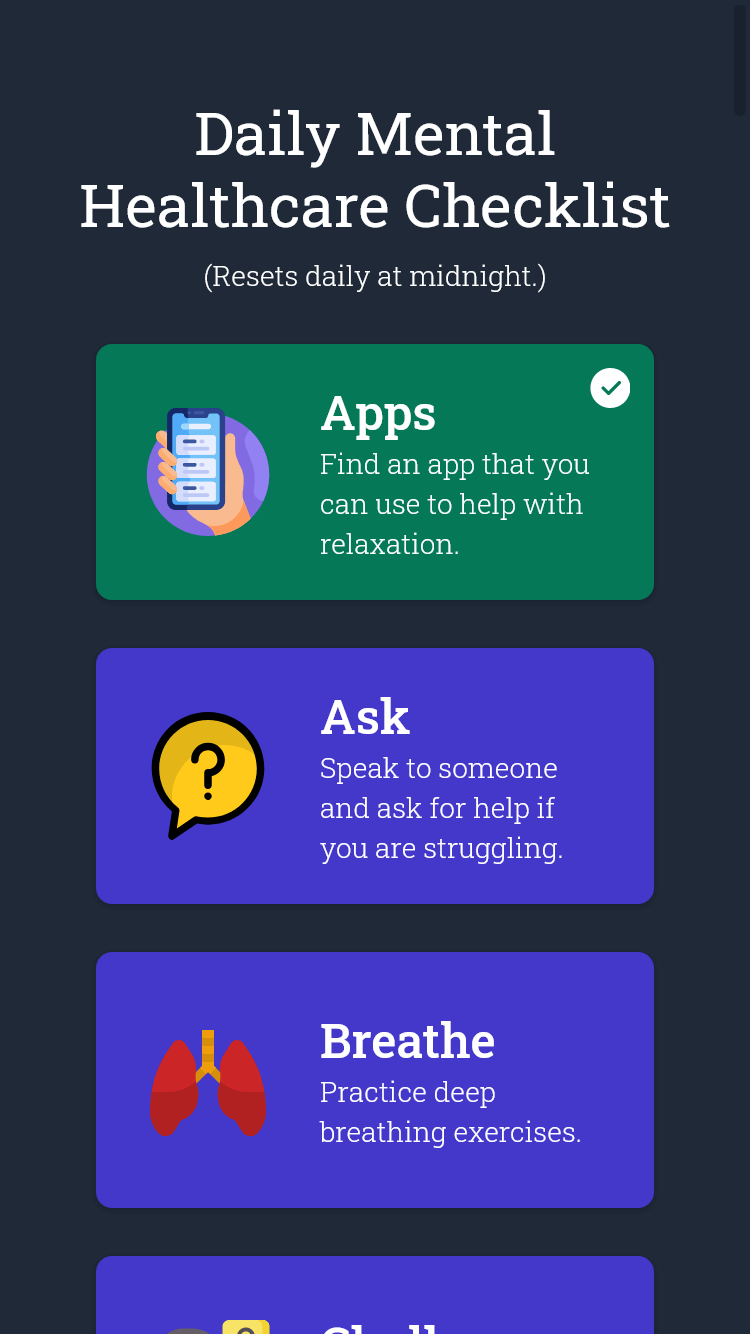 Daily Mental
Healthcare Checklist
(Resets daily at midnight.)
Apps
Find an app that you
can use to help with
relaxation.
Ask
Speak to someone
and ask for help if
you are struggling.
Breathe
Practice deep
breathing exercises.